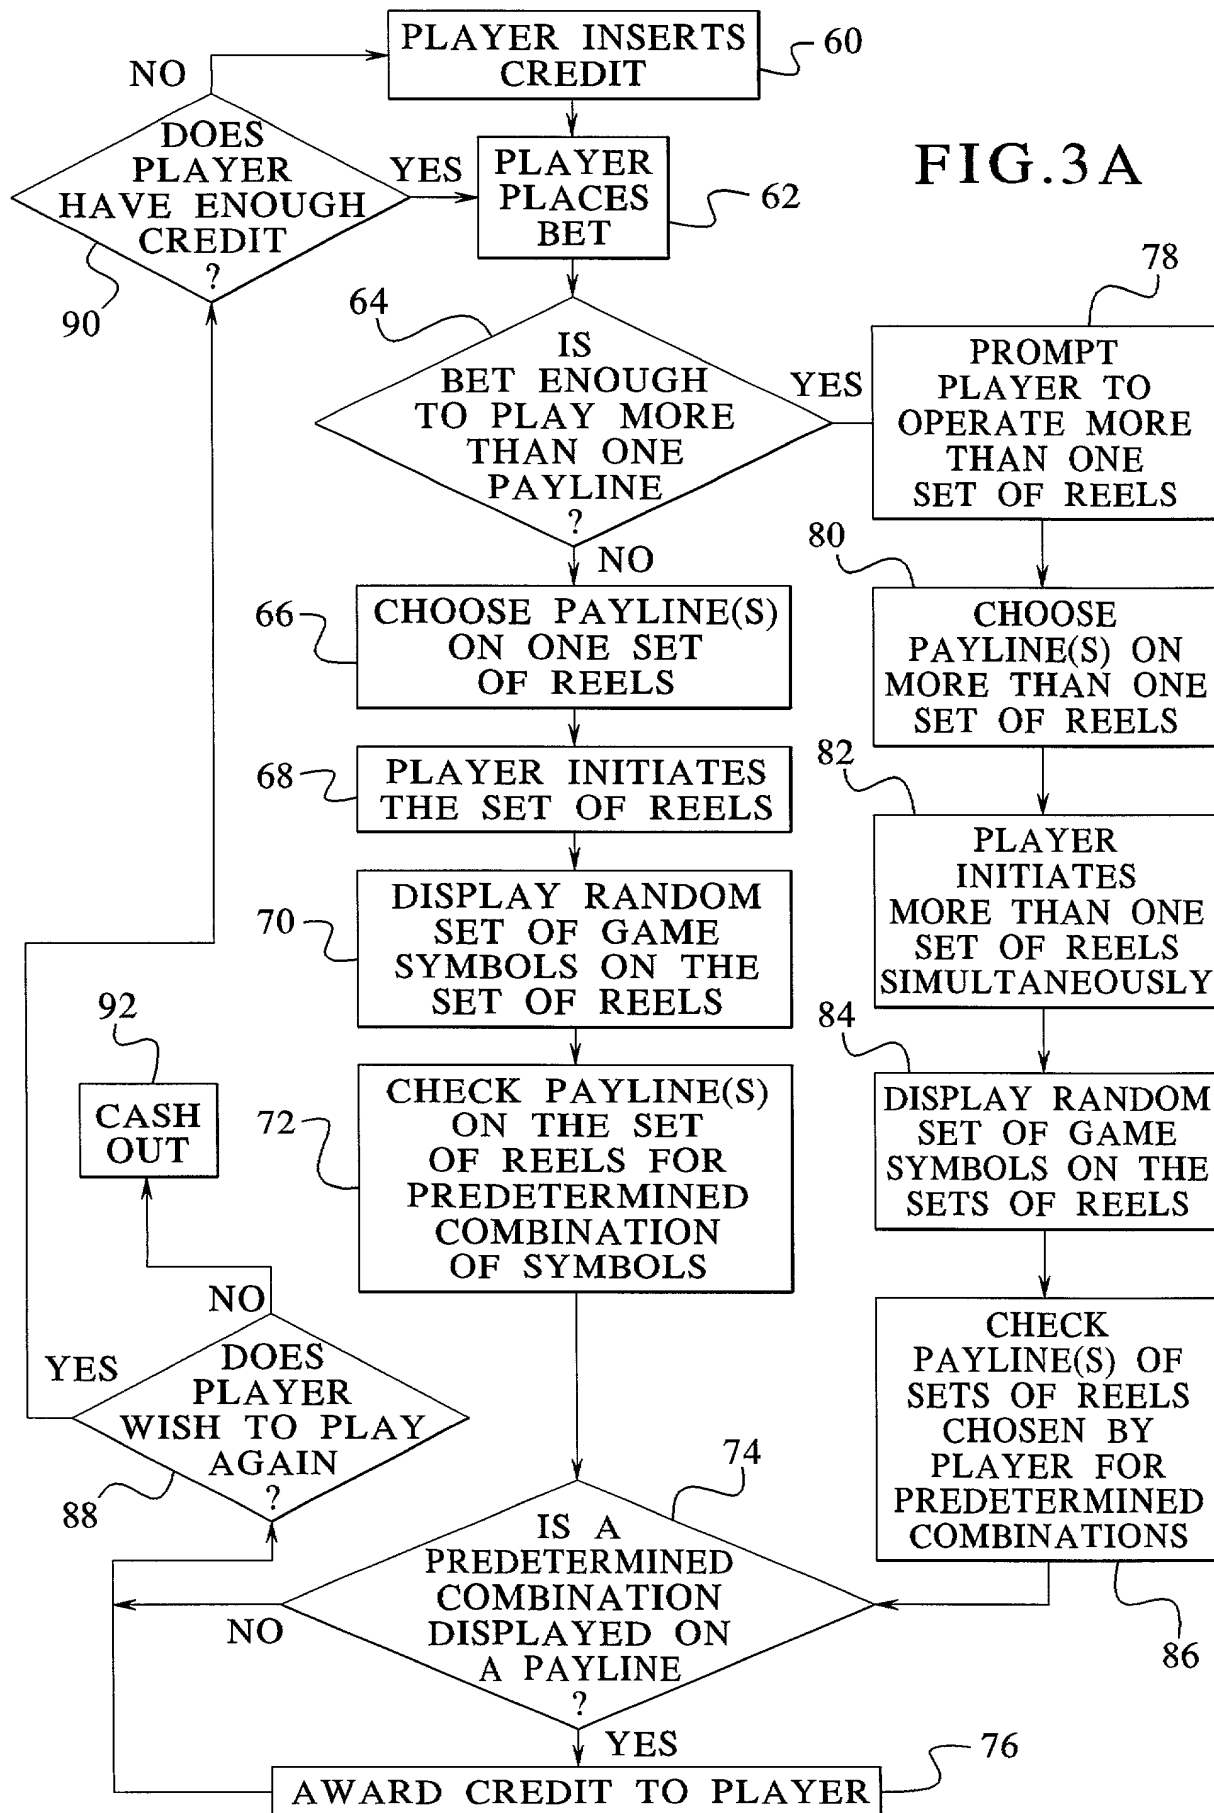 PLAYER INSERTS
CREDIT
60
NO
DOES
PLAYER
HAVE ENOUGH
CREDIT
?
90
YES
PLAYER
PLACES
BET
62
FIG.3A
64
IS
BET ENOUGH
TO PLAY MORE
THAN ONE
PAYLINE
?
YES
NO
78
PROMPT
PLAYER TO
OPERATE MORE
THAN ONE
SET OF REELS
66
CHOOSE PAYLINE(S)
ON ONE SET
OF REELS
80
CHOOSE
PAYLINE(S) ON
MORE THAN ONE
SET OF REELS
68
PLAYER INITIATES
THE SET OF REELS
82
PLAYER
INITIATES
MORE THAN ONE
SET OF REELS
SIMULTANEOUSLY
70
DISPLAY RANDOM
SET OF GAME
SYMBOLS ON THE
SET OF REELS
84
DISPLAY RANDOM
SET OF GAME
SYMBOLS ON THE
SETS OF REELS
92
CASH
OUT
72
CHECK PAYLINE(S)
ON THE SET
OF REELS FOR
PREDETERMINED
COMBINATION
OF SYMBOLS
NO
YES
DOES
PLAYER
WISH TO PLAY
AGAIN
?
88
CHECK
PAYLINE(S) OF
SETS OF REELS
CHOSEN BY
PLAYER FOR
PREDETERMINED
COMBINATIONS
86
74
IS A
PREDETERMINED
COMBINATION
DISPLAYED ON
A PAYLINE
?
NO
YES
76
AWARD CREDIT TO PLAYER